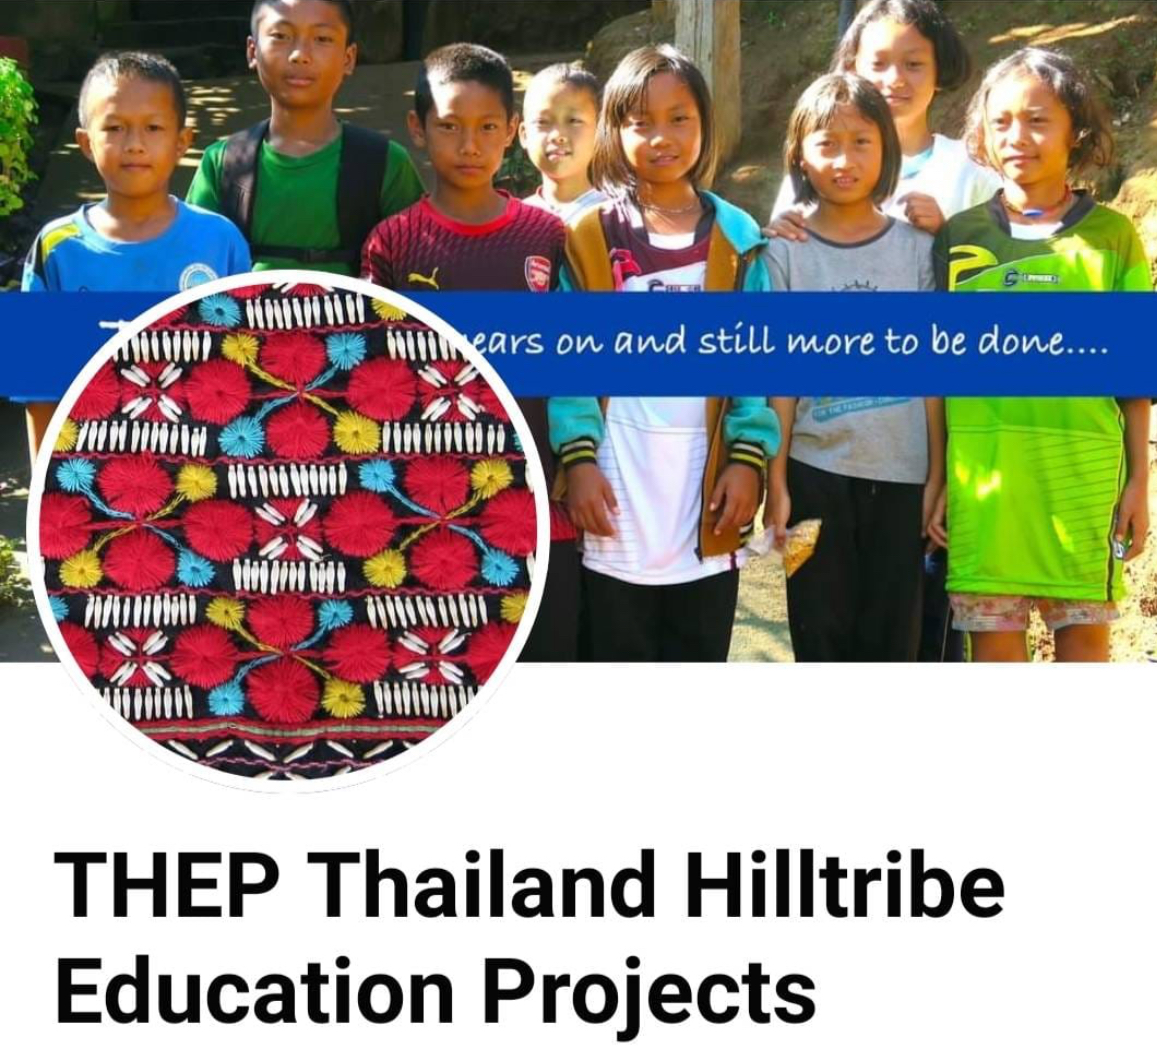 ears on and still more to be done....
THEP Thailand Hilltribe
Education Projects